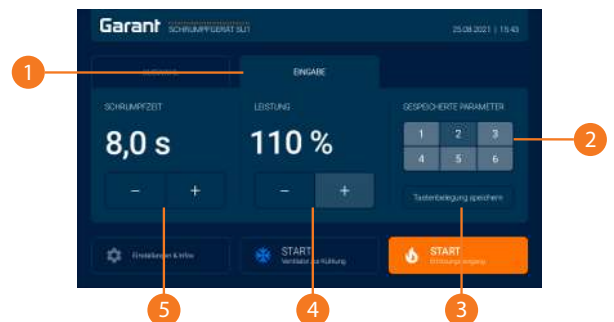 Garant SCHRUMPFGERÄT SU1
25.08.2021 | 15:43
1
EINGABE
SCHRUMPFZEIT
LEISTUNG
GESPEICHERTE PARAMETER
8,0 s
110 %
1 2 3
2
4 5 6
− +
− +
Tastenbelegung speichern
Einstellungen & Infos
START
Ventilator zur Kühlung
START
5
4
3